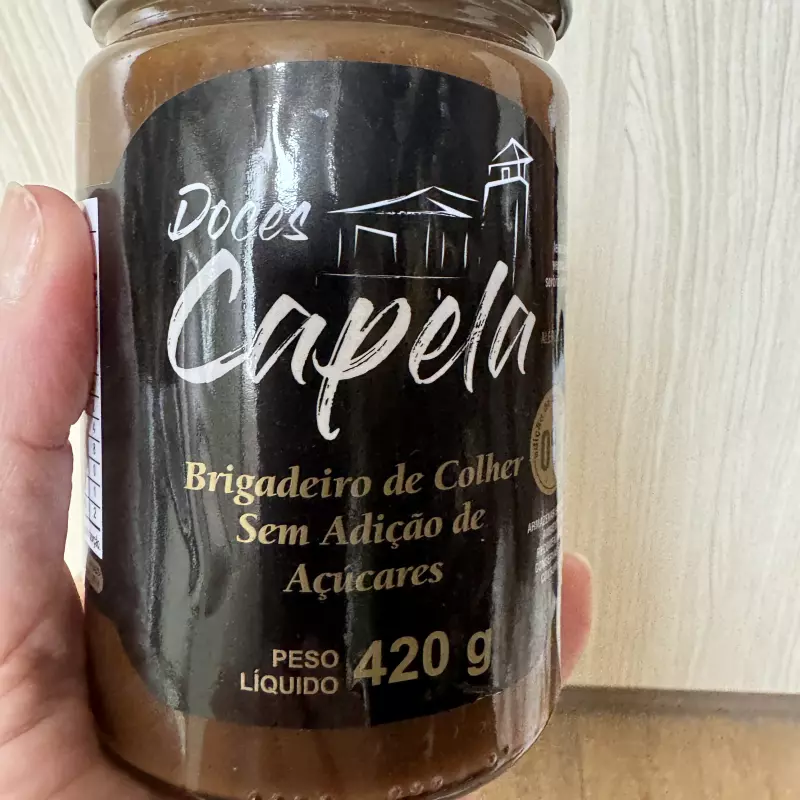 Doces
Capela
Brigadeiro de Colher
Sem Adição de
Açúcares
PESO
LÍQUIDO
420 g